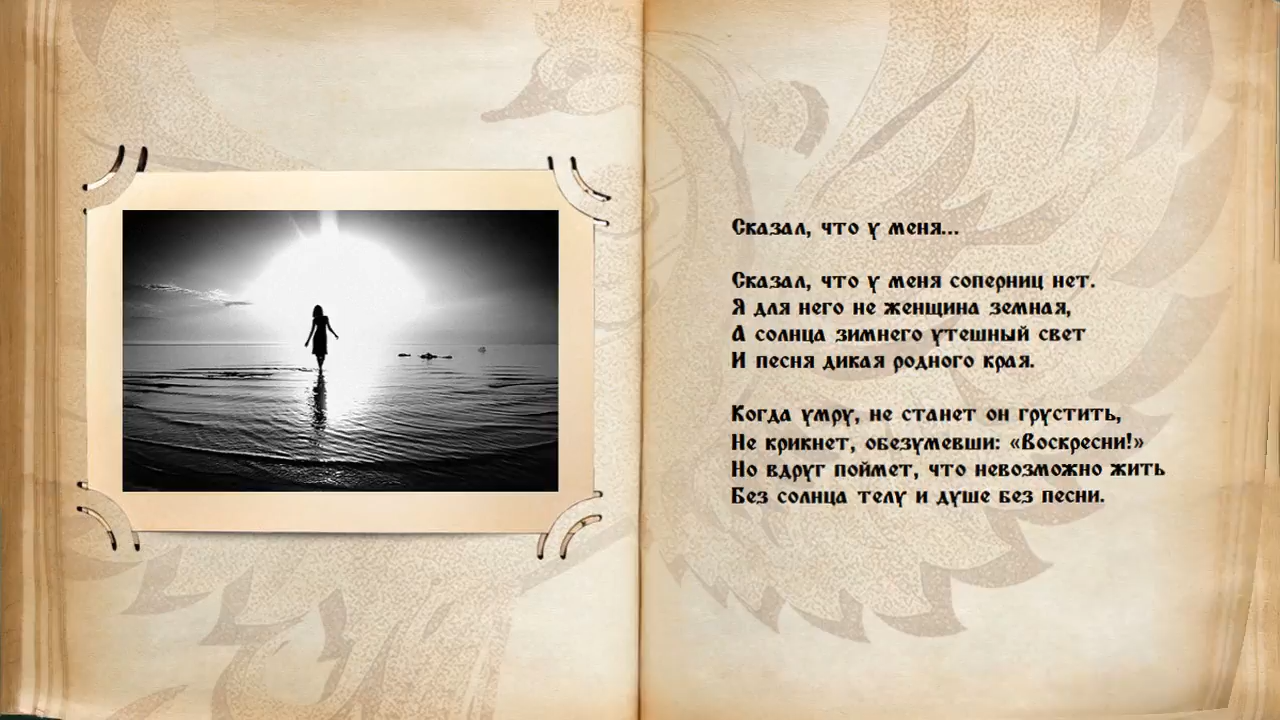 Сказал, что у меня...
Сказал, что у меня соперниц нет.
Я для него не женщина земная,
А солнца зимнего утешный свет
И песня дикая родного края.
Когда умру, не станет он грустить,
Не крикнет, обезумевши: «Воскресни!»
Но вдруг поймет, что невозможно жить
Без солнца телу и душе без песни.